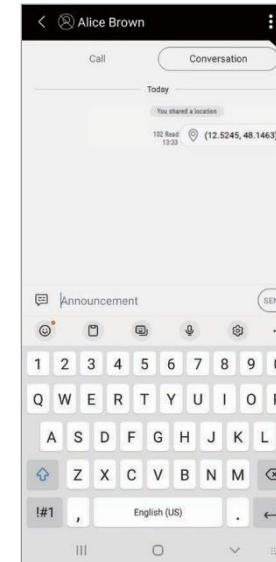 Alice Brown
Call
Conversation
Today
You shared a location
102 Read
13:33
(12.5245, 48.1463)
Announcement
SEN
1 2 3 4 5 6 7 8 9
Q W E R T Y U I O
A S D F G H J K L
Z X C V B N M
!#1 , English (US) .